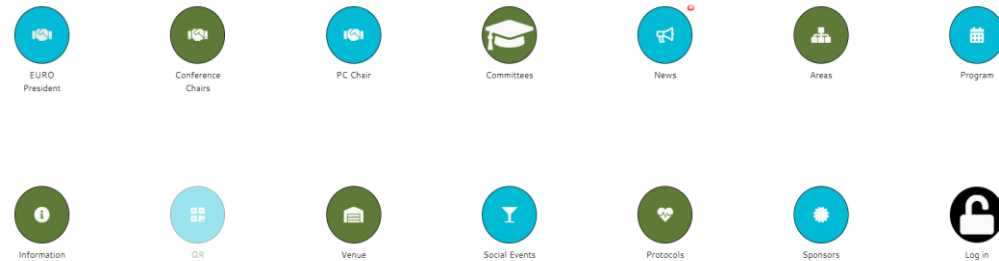 EURO
President
Conference
Chairs
PC Chair
Committees
News
Areas
Program
Information
QR
Venue
Social Events
Protocols
Sponsors
Log in